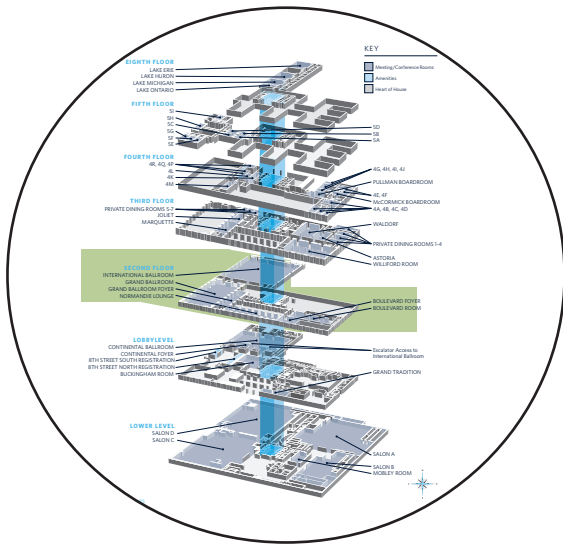 KEY
Meeting/Conference Rooms
Amenities
Heart of House
EIGHTH FLOOR
LAKE ERIE
LAKE HURON
LAKE MICHIGAN
LAKE ONTARIO
FIFTH FLOOR
5I
5H
5C
5G
5F
5E
5D
5B
5A
FOURTH FLOOR
4R, 4Q, 4P
4L
4K
4M
4G, 4H, 4I, 4J
PULLMAN BOARDROOM
4E, 4F
McCORMICK BOARDROOM
4A, 4B, 4C, 4D
THIRD FLOOR
PRIVATE DINING ROOMS 5-7
JOLIET
MARQUETTE
WALDORF
PRIVATE DINING ROOMS 1-4
ASTORIA
WILLIFORD ROOM
SECOND FLOOR
INTERNATIONAL BALLROOM
GRAND BALLROOM
GRAND BALLROOM FOYER
NORMANDIE LOUNGE
BOULEVARD FOYER
BOULEVARD ROOM
LOBBYLEVEL
CONTINENTAL BALLROOM
CONTINENTAL FOYER
8TH STREET SOUTH REGISTRATION
8TH STREET NORTH REGISTRATION
BUCKINGHAM ROOM
Escalator Access to
International Ballroom
GRAND TRADITION
LOWER LEVEL
SALON D
SALON C
SALON A
SALON B
MOBLEY ROOM